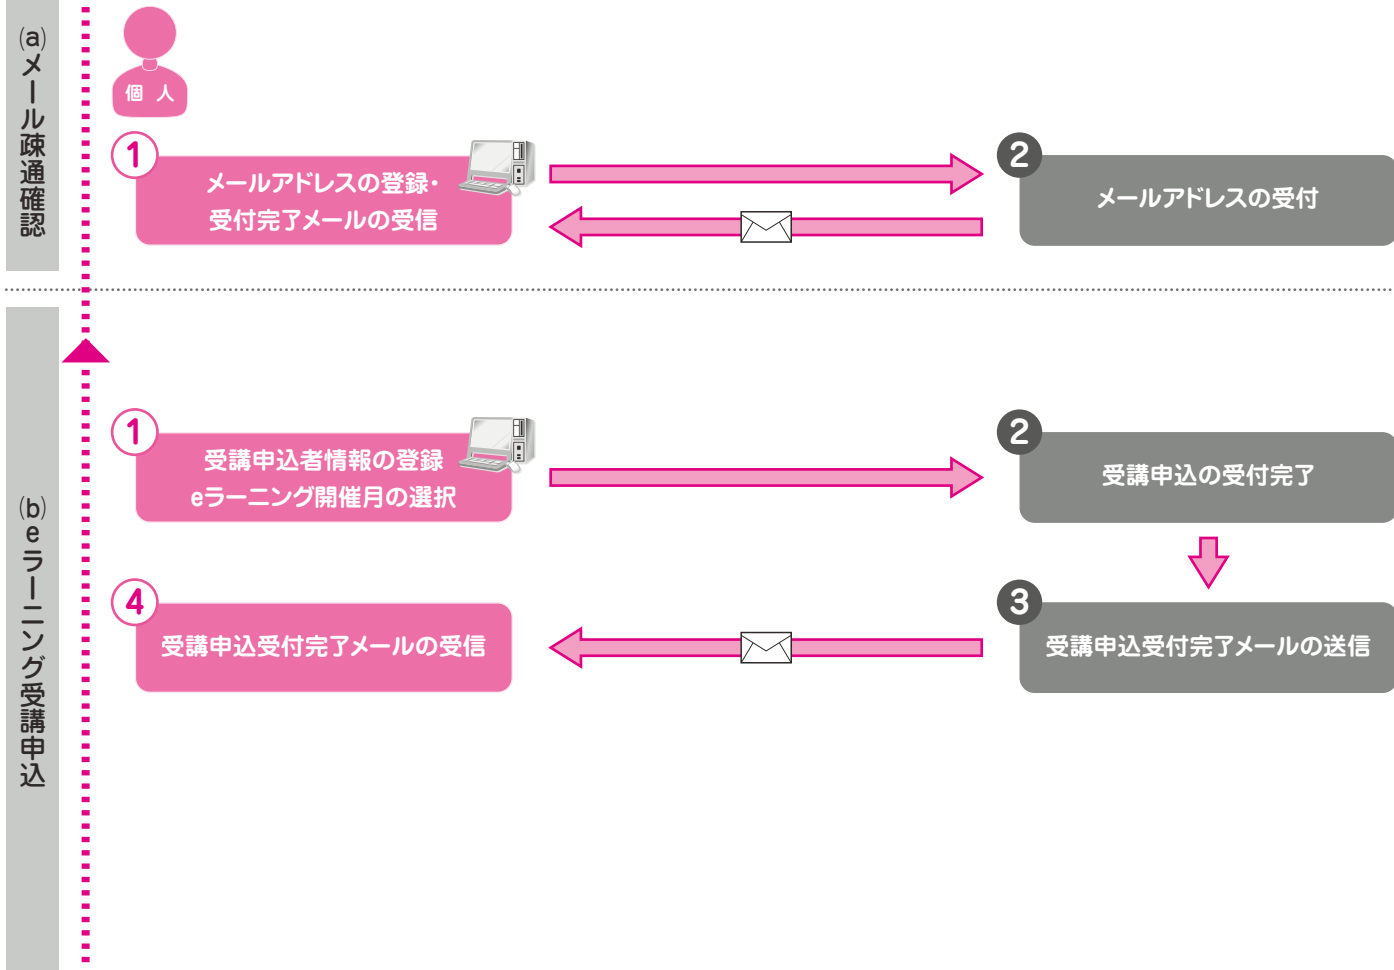 (a)メール疎通確認
個 人
1
メールアドレスの登録・
受付完了メールの受信
2
メールアドレスの受付
(b)eラーニング受講申込
1
受講申込者情報の登録
eラーニング開催月の選択
2
受講申込の受付完了
4
受講申込受付完了メールの受信
3
受講申込受付完了メールの送信